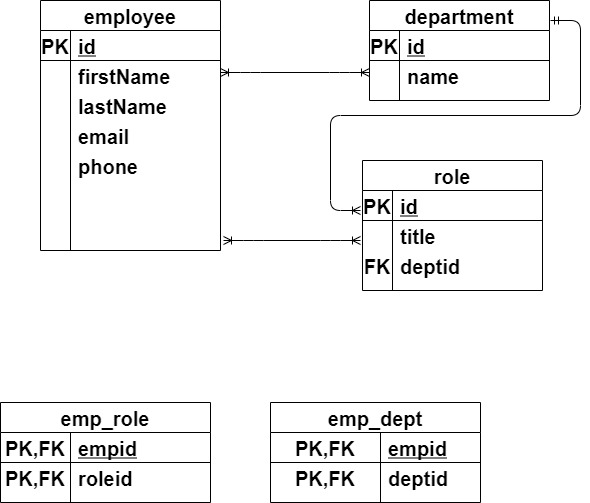 employee
PK id
firstName
lastName
email
phone
department
PK id
name
role
PK id
title
FK deptid
emp_role
PK,FK empid
PK,FK roleid
emp_dept
PK,FK empid
PK,FK deptid